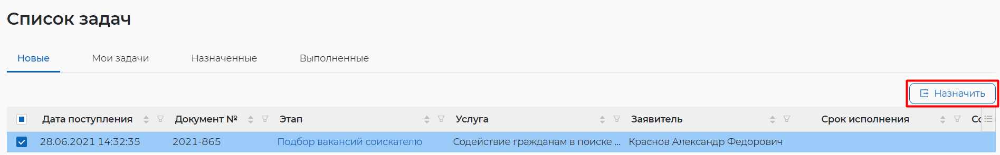 Список задач
Новые Мои задачи Назначенные Выполненные
Назначить
Дата поступления Документ № Этап Услуга Заявитель Срок исполнения
28.06.2021 14:32:35 2021-865 Подбор вакансий соискателю Содействие гражданам в поиске ... Краснов Александр Федорович